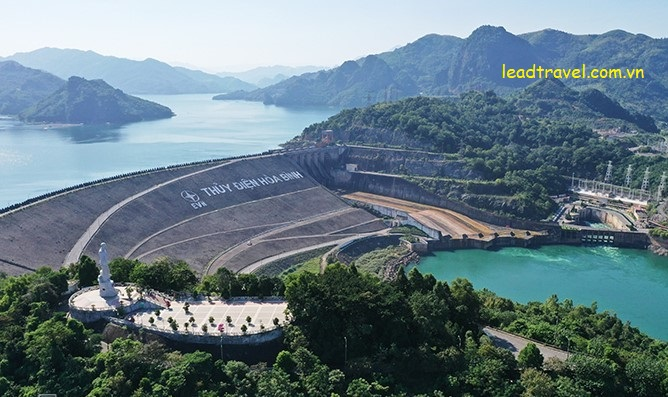 leadtravel.com.vn
THỦY ĐIỆN HÒA BÌNH
EVN